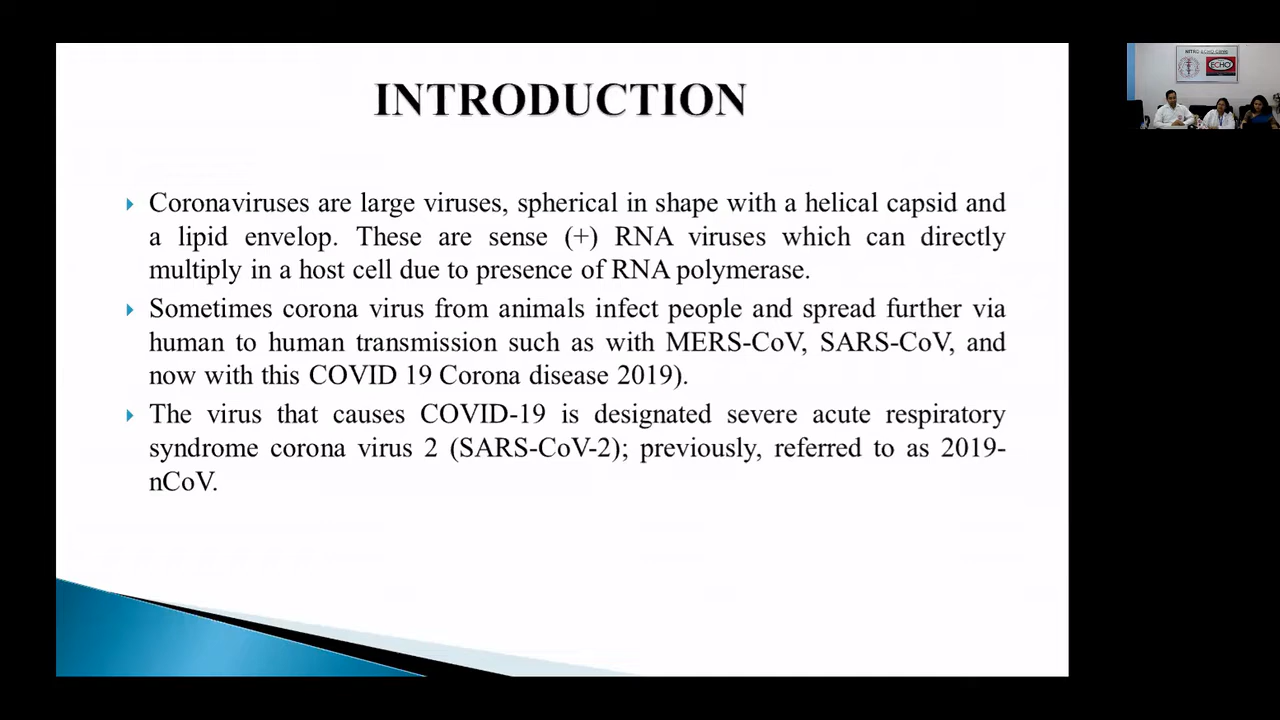 INTRODUCTION
Coronaviruses are large viruses, spherical in shape with a helical capsid and
a lipid envelop. These are sense (+) RNA viruses which can directly
multiply in a host cell due to presence of RNA polymerase.
Sometimes corona virus from animals infect people and spread further via
human to human transmission such as with MERS-CoV, SARS-CoV, and
now with this COVID 19 Corona disease 2019).
The virus that causes COVID-19 is designated severe acute respiratory
syndrome corona virus 2 (SARS-CoV-2); previously, referred to as 2019-
nCoV.
ECHO